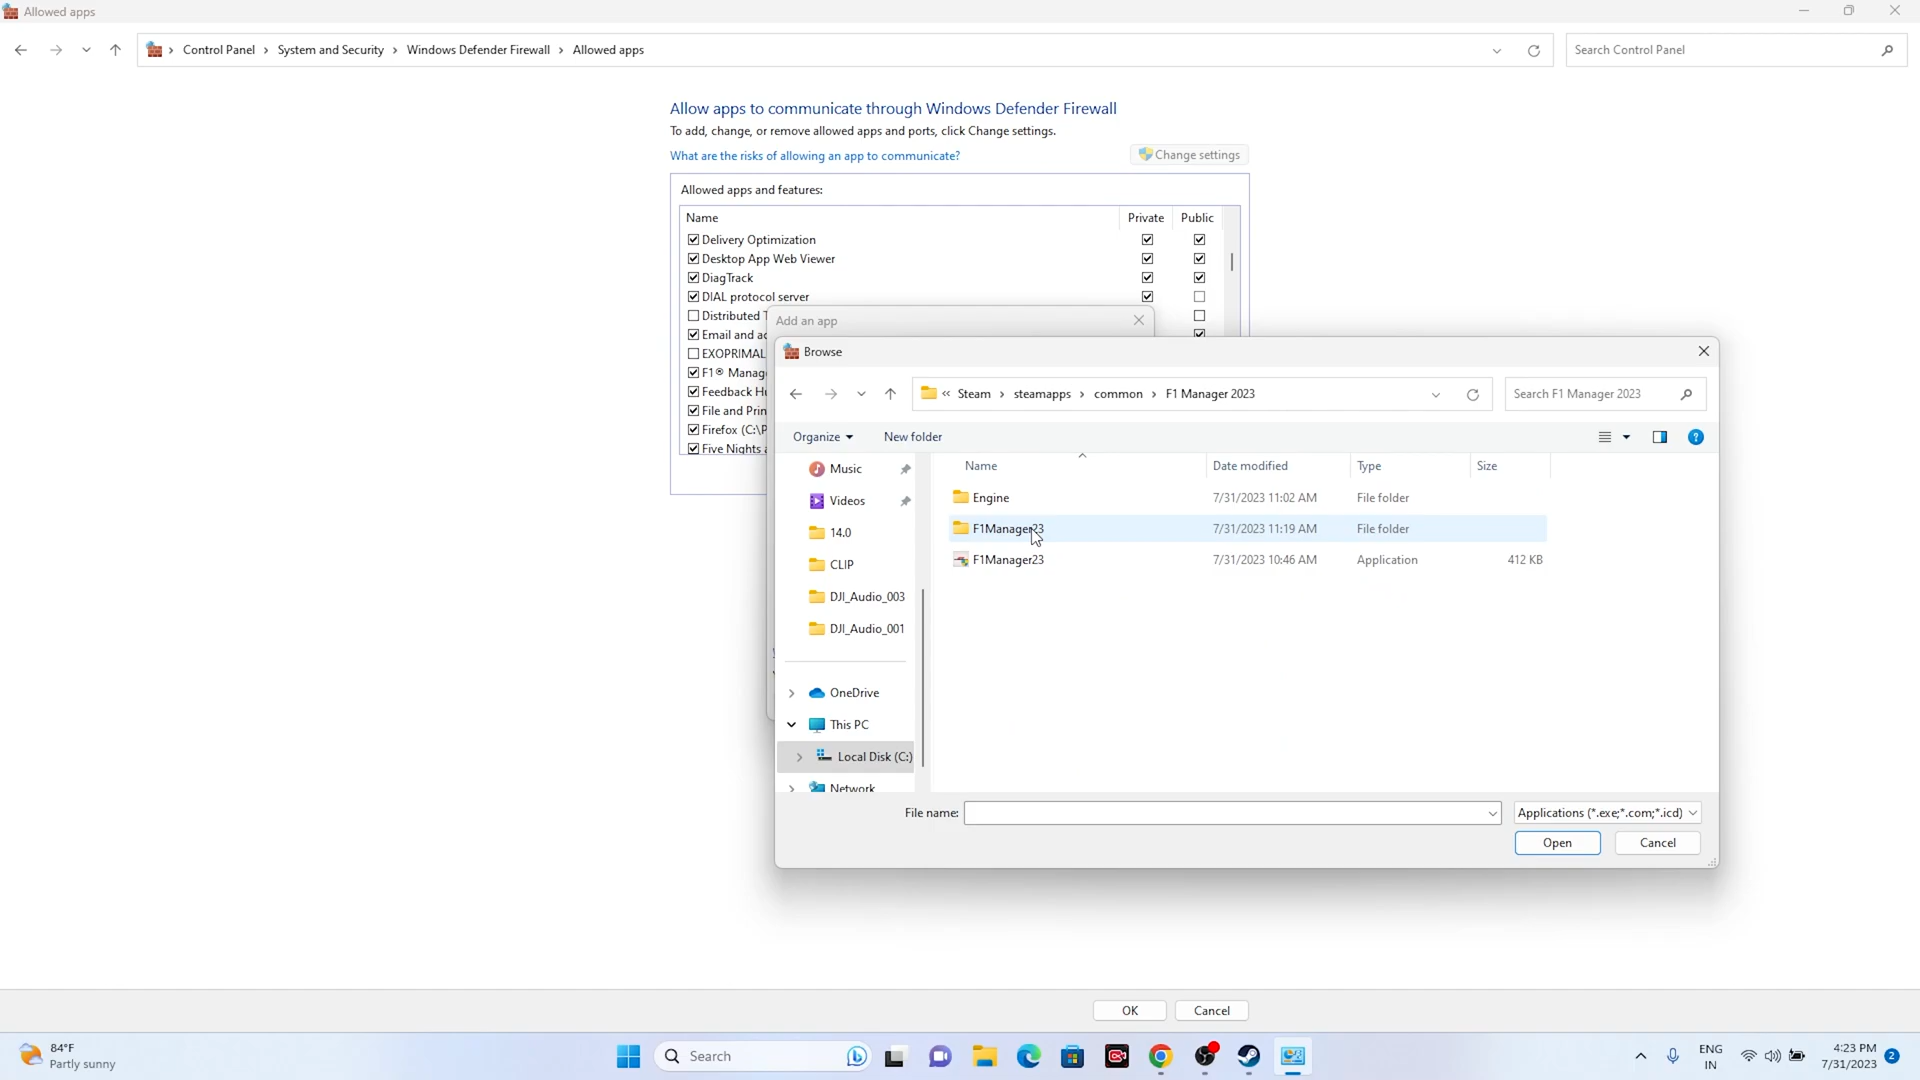 Allowed apps
Control Panel > System and Security > Windows Defender Firewall > Allowed apps
Search Control Panel
Allow apps to communicate through Windows Defender Firewall
To add, change, or remove allowed apps and ports, click Change settings.
What are the risks of allowing an app to communicate?
Change settings
Allowed apps and features:
Name Private Public
Delivery Optimization
Desktop App Web Viewer
DiagTrack
DIAL protocol server
Distributed
Email and
EXOPRIMAL
F1® Manag
Feedback
File and Prin
Firefox (C:\P
Five Nights
Add an app
Browse
« Steam > steamapps > common > F1 Manager 2023
Search F1 Manager 2023
Organize New folder
Name Date modified Type Size
Engine 7/31/2023 11:02 AM File folder
F1Manager23 7/31/2023 11:19 AM File folder
F1Manager23 7/31/2023 10:46 AM Application 412 KB
Music
Videos
14.0
CLIP
DJI_Audio_003
DJI_Audio_001
OneDrive
This PC
Local Disk (C:)
Network
File name: Applications (*.exe;*.com;*.icd)
Open Cancel
OK Cancel
84°F
Partly sunny
Search
ENG
IN
4:23 PM
7/31/2023
2